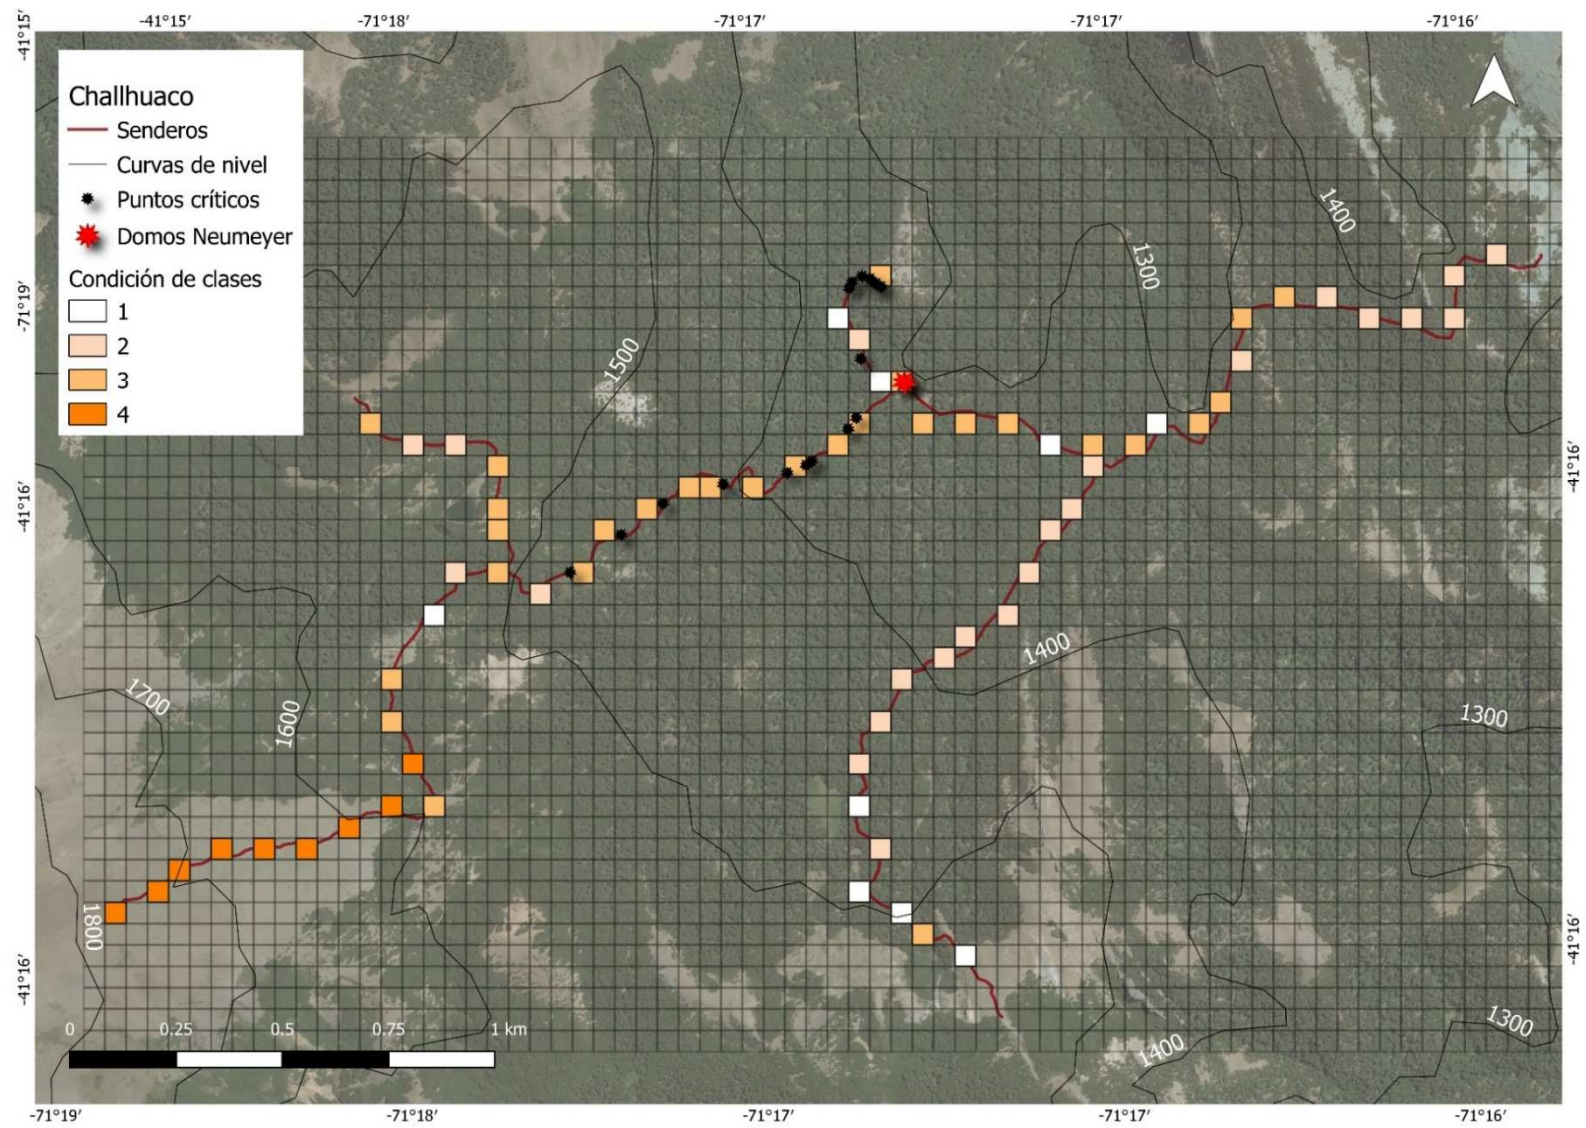 -41°15′ -71°18′ -71°17′ -71°17′ -71°16′
-41°15′
Challhuaco
Senderos
Curvas de nivel
Puntos críticos
Domos Neumeyer
Condición de clases
1
2
3
4
1400
1300
-71°19′
1500
-41°16′
-41°16′
1400
1700
1600
1300
1800
-41°16′
-41°16′
1300
1400
0 0.25 0.5 0.75 1 km
-71°19′ -71°18′ -71°17′ -71°17′ -71°16′